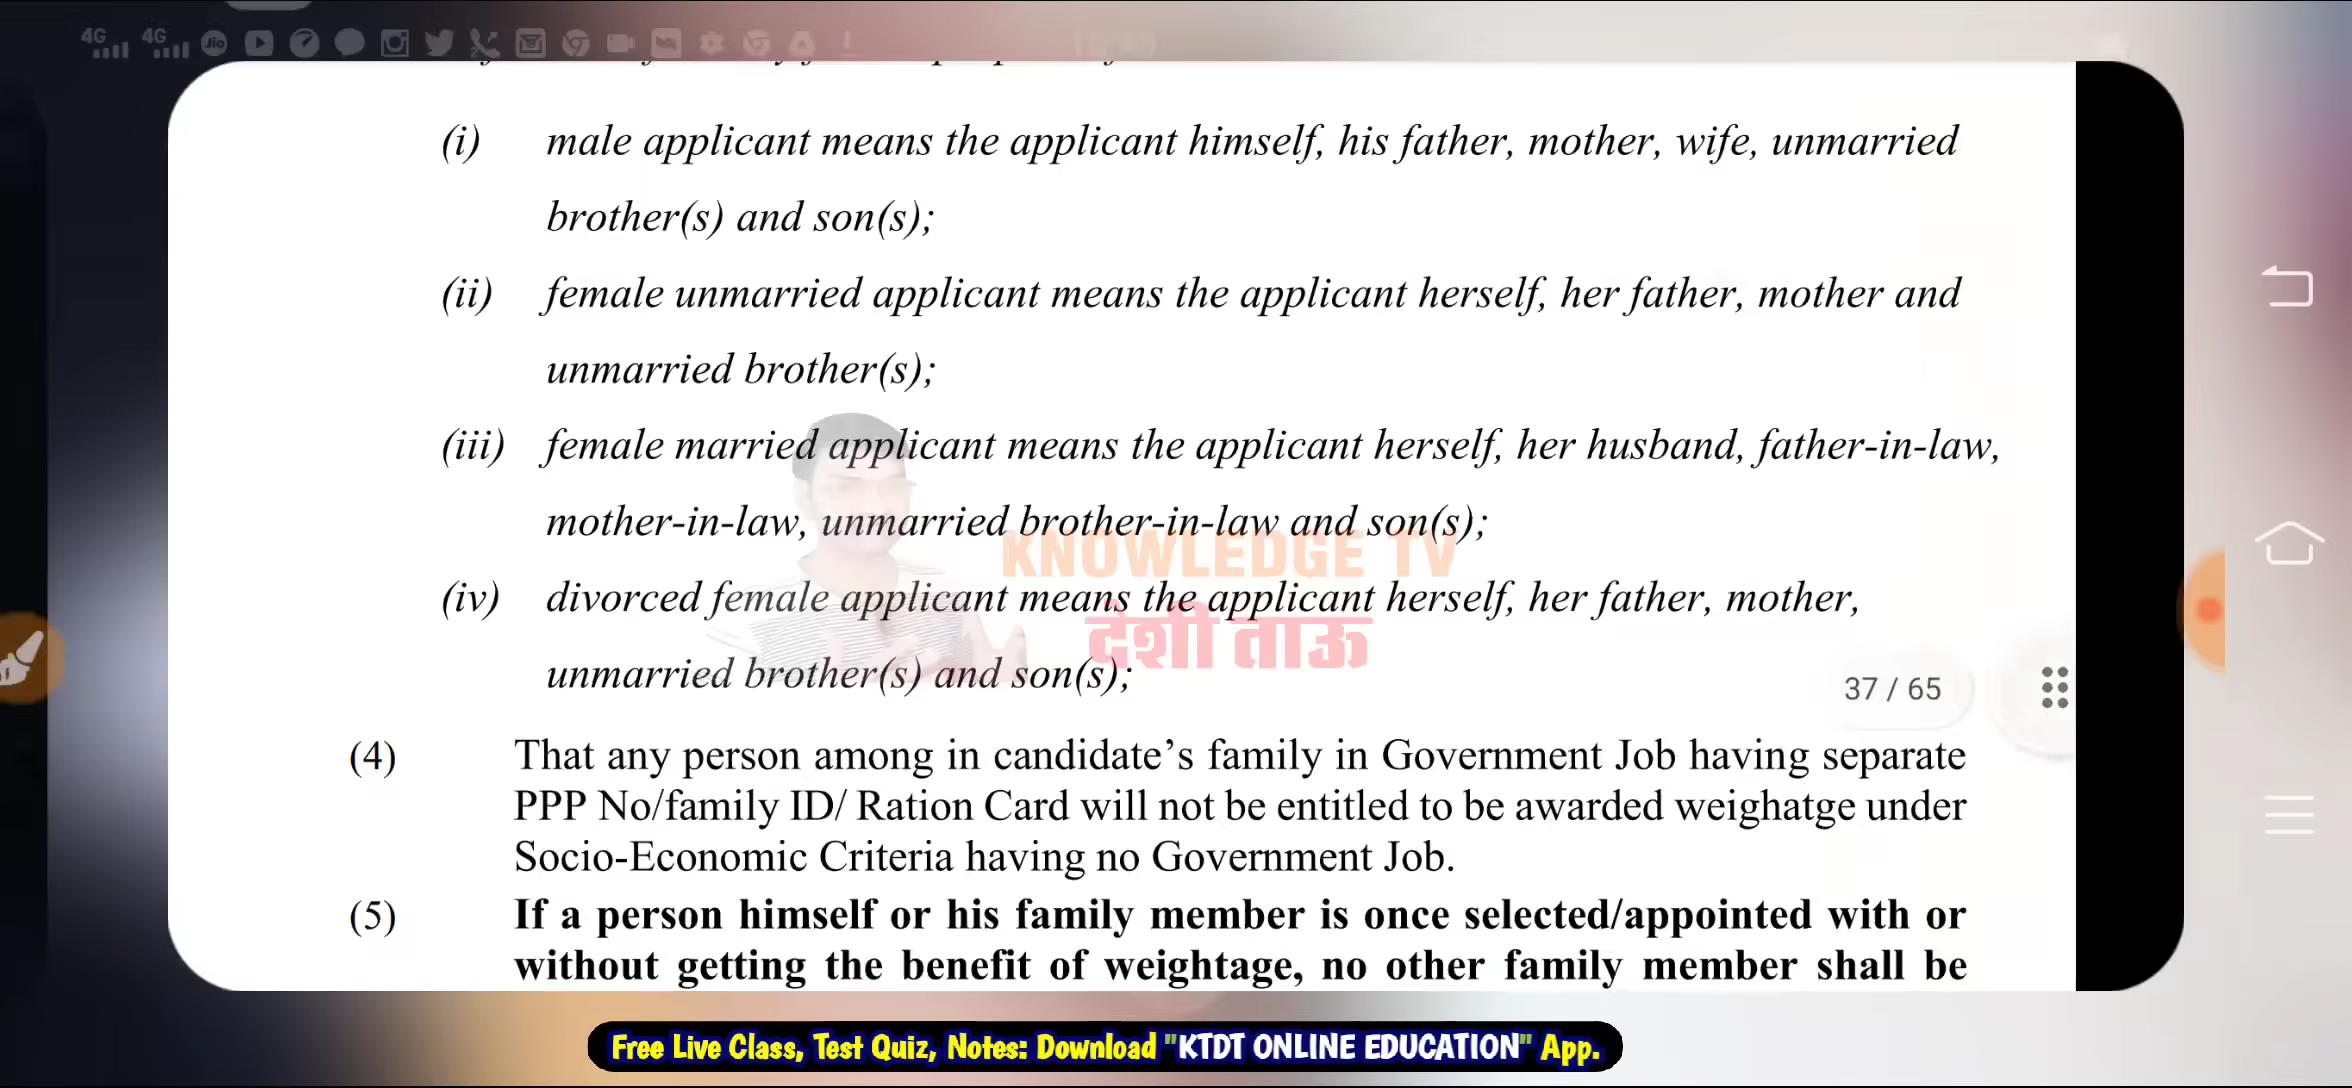 4G 4G Jio
(i) male applicant means the applicant himself, his father, mother, wife, unmarried
brother(s) and son(s);
(ii) female unmarried applicant means the applicant herself, her father, mother and
unmarried brother(s);
(iii) female married applicant means the applicant herself, her husband, father-in-law,
mother-in-law, unmarried brother-in-law and son(s);
KNOWLEDGE TV
(iv) divorced female applicant means the applicant herself, her father, mother,
देशी ताऊ
unmarried brother(s) and son(s);
37 / 65
(4) That any person among in candidate’s family in Government Job having separate
PPP No/family ID/ Ration Card will not be entitled to be awarded weighatge under
Socio-Economic Criteria having no Government Job.
(5) If a person himself or his family member is once selected/appointed with or
without getting the benefit of weightage, no other family member shall be
Free Live Class, Test Quiz, Notes: Download "KTDT ONLINE EDUCATION" App.